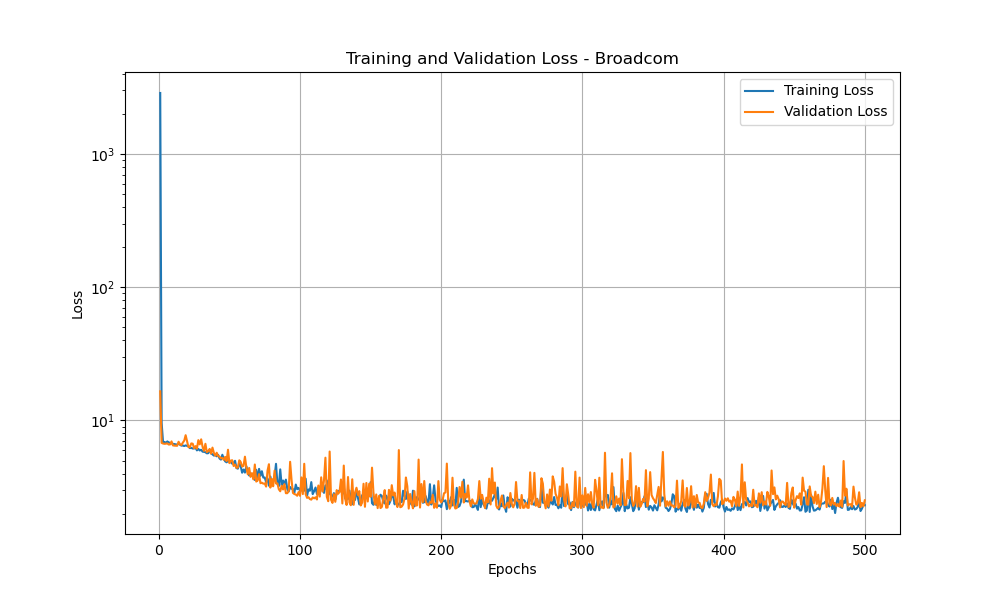 Training and Validation Loss - Broadcom
Training Loss
Validation Loss
10³
10²
10¹
Loss
0
100
200
300
400
500
Epochs